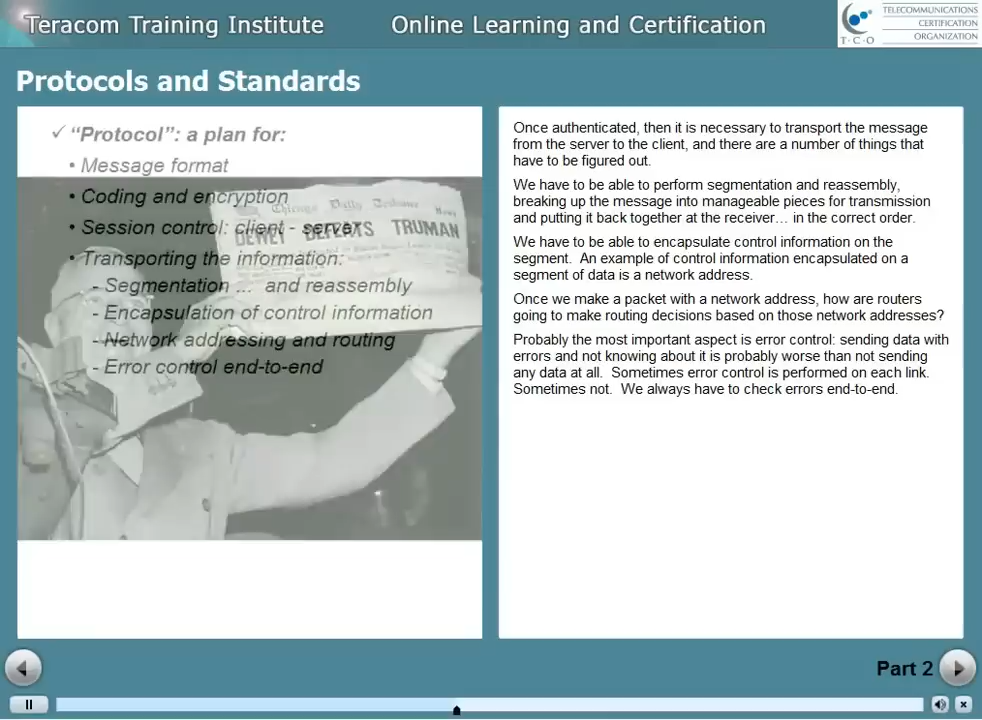 Teracom Training Institute
Online Learning and Certification
TELECOMMUNICATIONS
CERTIFICATION
ORGANIZATION
T·C·O
Protocols and Standards
✓ “Protocol”: a plan for:
• Message format
• Coding and encryption
• Session control: client - server
• Transporting the information:
- Segmentation ... and reassembly
- Encapsulation of control information
- Network addressing and routing
- Error control end-to-end
Chicago Daily Tribune
DEWEY DEFEATS TRUMAN
Once authenticated, then it is necessary to transport the message
from the server to the client, and there are a number of things that
have to be figured out.
We have to be able to perform segmentation and reassembly,
breaking up the message into manageable pieces for transmission
and putting it back together at the receiver... in the correct order.
We have to be able to encapsulate control information on the
segment. An example of control information encapsulated on a
segment of data is a network address.
Once we make a packet with a network address, how are routers
going to make routing decisions based on those network addresses?
Probably the most important aspect is error control: sending data with
errors and not knowing about it is probably worse than not sending
any data at all. Sometimes error control is performed on each link.
Sometimes not. We always have to check errors end-to-end.
Part 2